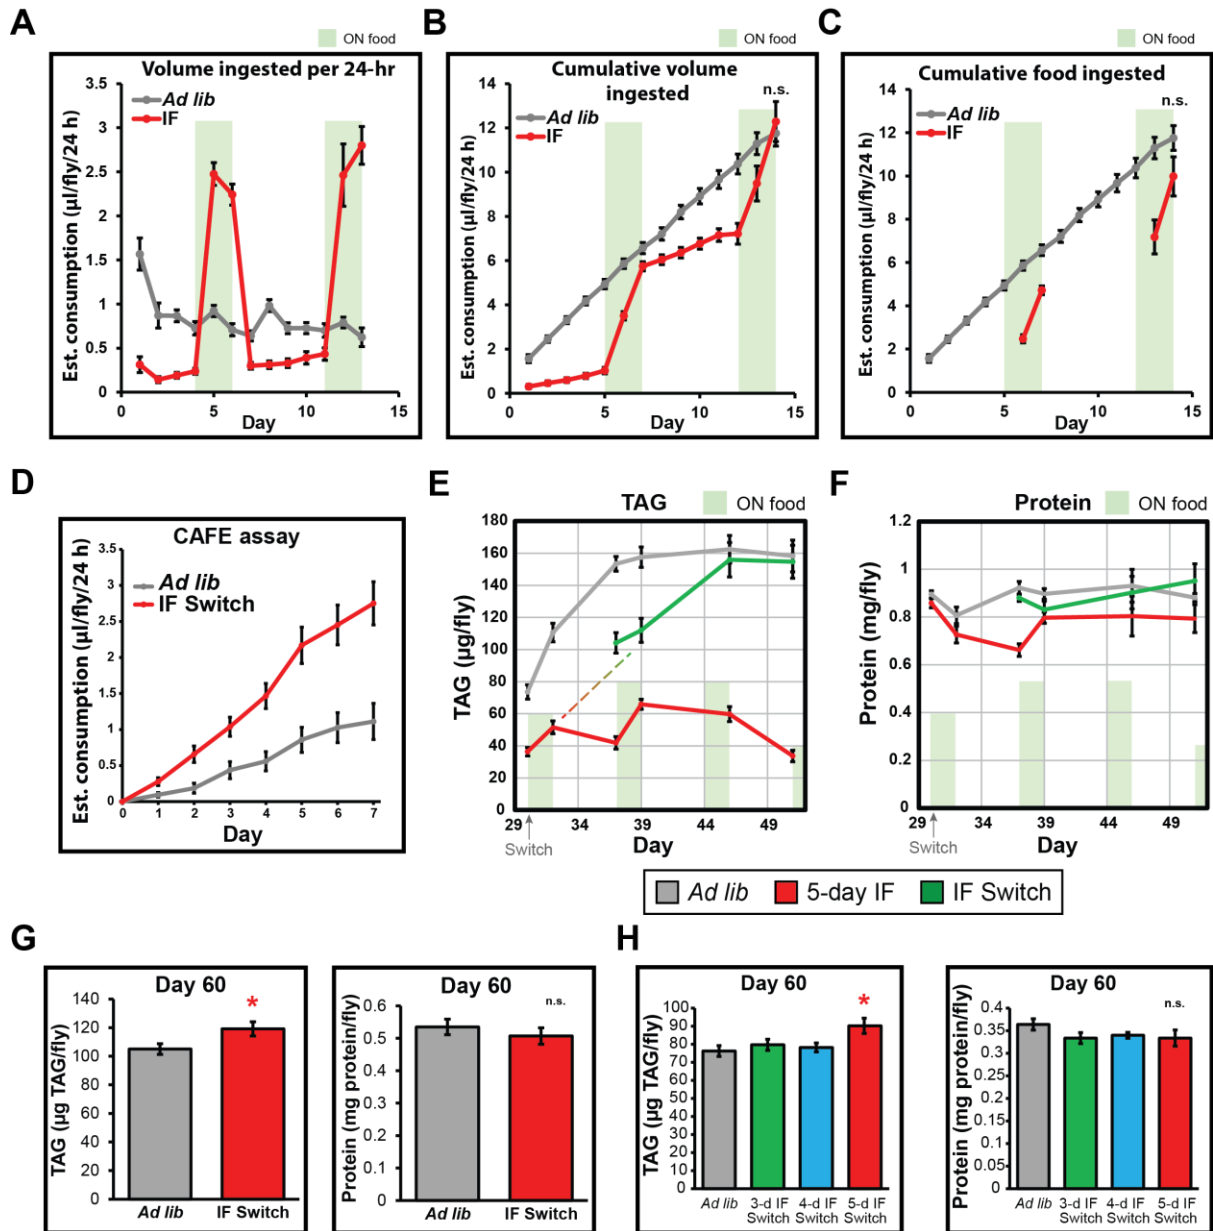 A
ON food
Volume ingested per 24-hr
Ad lib
IF
Est. consumption (µl/fly/24 h)
3.5
3
2.5
2
1.5
1
0.5
0
0
5
10
15
Day
B
ON food
Cumulative volume
ingested
n.s.
Ad lib
IF
Est. consumption (µl/fly/24 h)
14
12
10
8
6
4
2
0
0
5
10
15
Day
C
ON food
Cumulative food ingested
n.s.
Ad lib
IF
Est. consumption (µl/fly/24 h)
14
12
10
8
6
4
2
0
0
5
10
15
Day
D
CAFE assay
Ad lib
IF Switch
Est. consumption (µl/fly/24 h)
3.5
3
2.5
2
1.5
1
0.5
0
0
1
2
3
4
5
6
7
Day
E
TAG
ON food
TAG (µg/fly)
180
160
140
120
100
80
60
40
20
0
29
34
39
44
49
Switch
Day
F
Protein
ON food
Protein (mg/fly)
1.2
1
0.8
0.6
0.4
0.2
0
29
34
39
44
49
Switch
Day
Ad lib
5-day IF
IF Switch
G
Day 60
*
TAG (µg TAG/fly)
140
120
100
80
60
40
20
0
Ad lib
IF Switch
Day 60
n.s.
Protein (mg protein/fly)
0.6
0.5
0.4
0.3
0.2
0.1
0
Ad lib
IF Switch
H
Day 60
*
TAG (µg TAG/fly)
100
90
80
70
60
50
40
30
20
10
0
Ad lib
3-d IF
Switch
4-d IF
Switch
5-d IF
Switch
Day 60
n.s.
Protein (mg protein/fly)
0.4
0.35
0.3
0.25
0.2
0.15
0.1
0.05
0
Ad lib
3-d IF
Switch
4-d IF
Switch
5-d IF
Switch